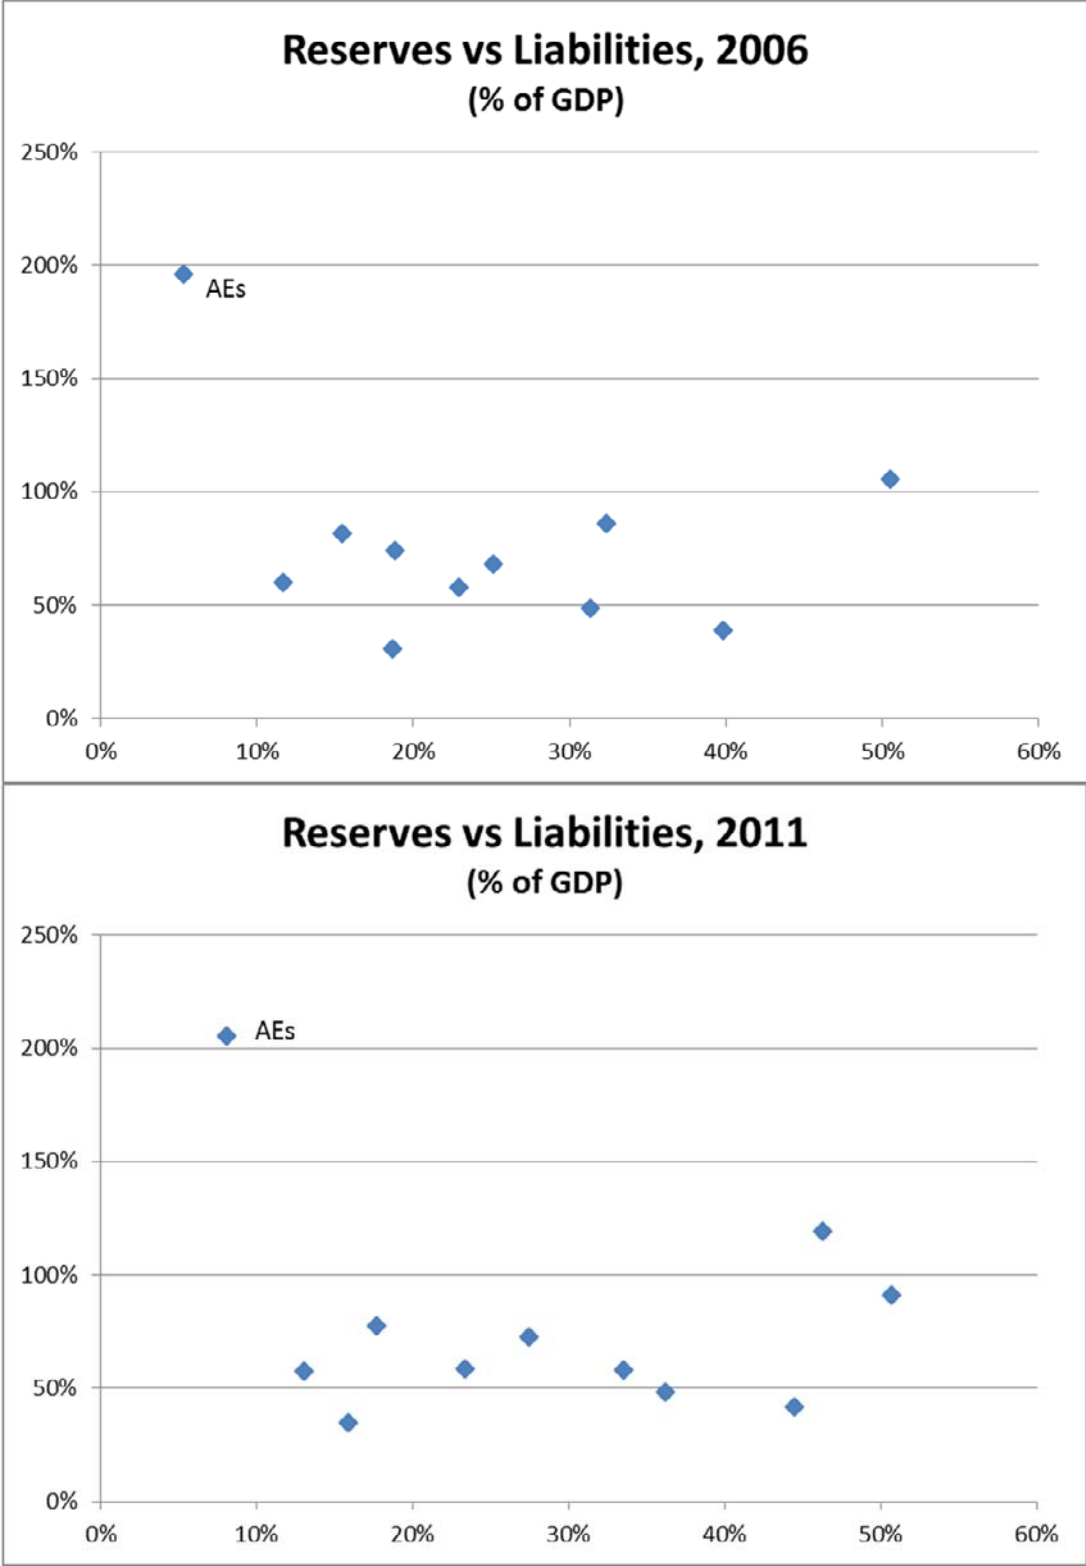 Reserves vs Liabilities, 2006
(% of GDP)
250%
200%
AEs
150%
100%
50%
0%
0% 10% 20% 30% 40% 50% 60%
Reserves vs Liabilities, 2011
(% of GDP)
250%
AEs
200%
150%
100%
50%
0%
0% 10% 20% 30% 40% 50% 60%